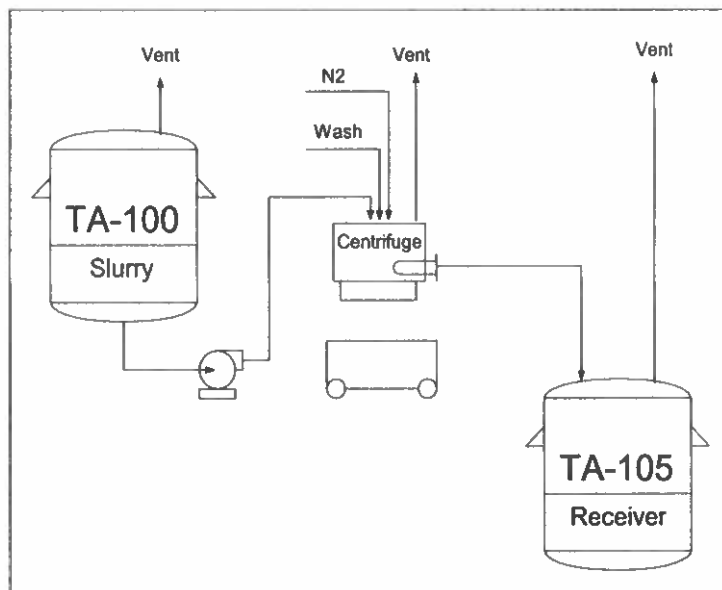 Vent
N2
Vent
Vent
Wash
TA-100
Slurry
Centrifuge
TA-105
Receiver